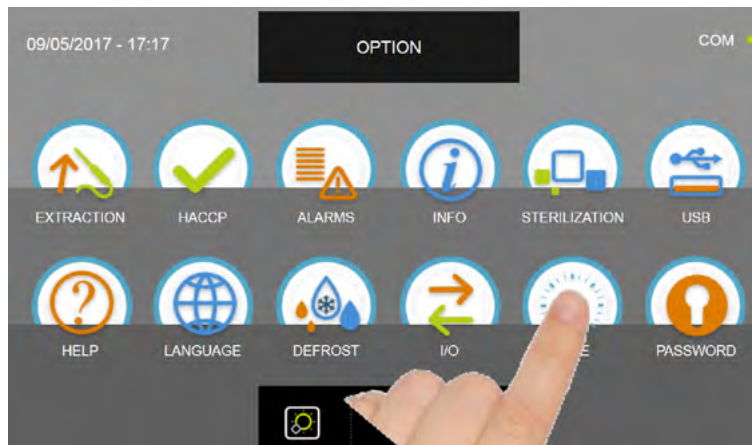 09/05/2017 - 17:17 OPTION COM
EXTRACTION HACCP ALARMS INFO STERILIZATION USB
HELP LANGUAGE DEFROST I/O PASSWORD